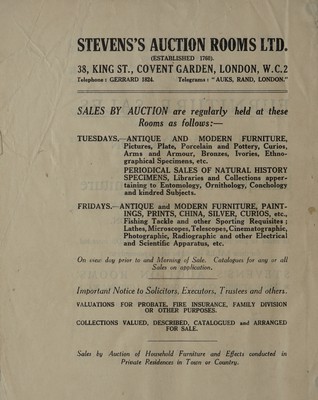 STEVENS'S AUCTION ROOMS LTD.
(ESTABLISHED 1760).
38, KING ST., COVENT GARDEN, LONDON, W.C.2
Telephone: GERRARD 1824. Telegrams: "AUKS, RAND, LONDON."
SALES BY AUCTION are regularly held at these
Rooms as follows:—
TUESDAYS.—ANTIQUE AND MODERN FURNITURE,
Pictures, Plate, Porcelain and Pottery, Curios,
Arms and Armour, Bronzes, Ivories, Ethno-
graphical Specimens, etc.
PERIODICAL SALES OF NATURAL HISTORY
SPECIMENS, Libraries and Collections apper-
taining to Entomology, Ornithology, Conchology
and kindred Subjects.
FRIDAYS.—ANTIQUE and MODERN FURNITURE, PAINT-
INGS, PRINTS, CHINA, SILVER, CURIOS, etc.,
Fishing Tackle and other Sporting Requisites;
Lathes, Microscopes, Telescopes, Cinematographic,
Photographic, Radiographic and other Electrical
and Scientific Apparatus, etc.
On view day prior to and Morning of Sale. Catalogues for any or all
Sales on application.
Important Notice to Solicitors, Executors, Trustees and others.
VALUATIONS FOR PROBATE, FIRE INSURANCE, FAMILY DIVISION
OR OTHER PURPOSES.
COLLECTIONS VALUED, DESCRIBED, CATALOGUED and ARRANGED
FOR SALE.
Sales by Auction of Household Furniture and Effects conducted in
Private Residences in Town or Country.